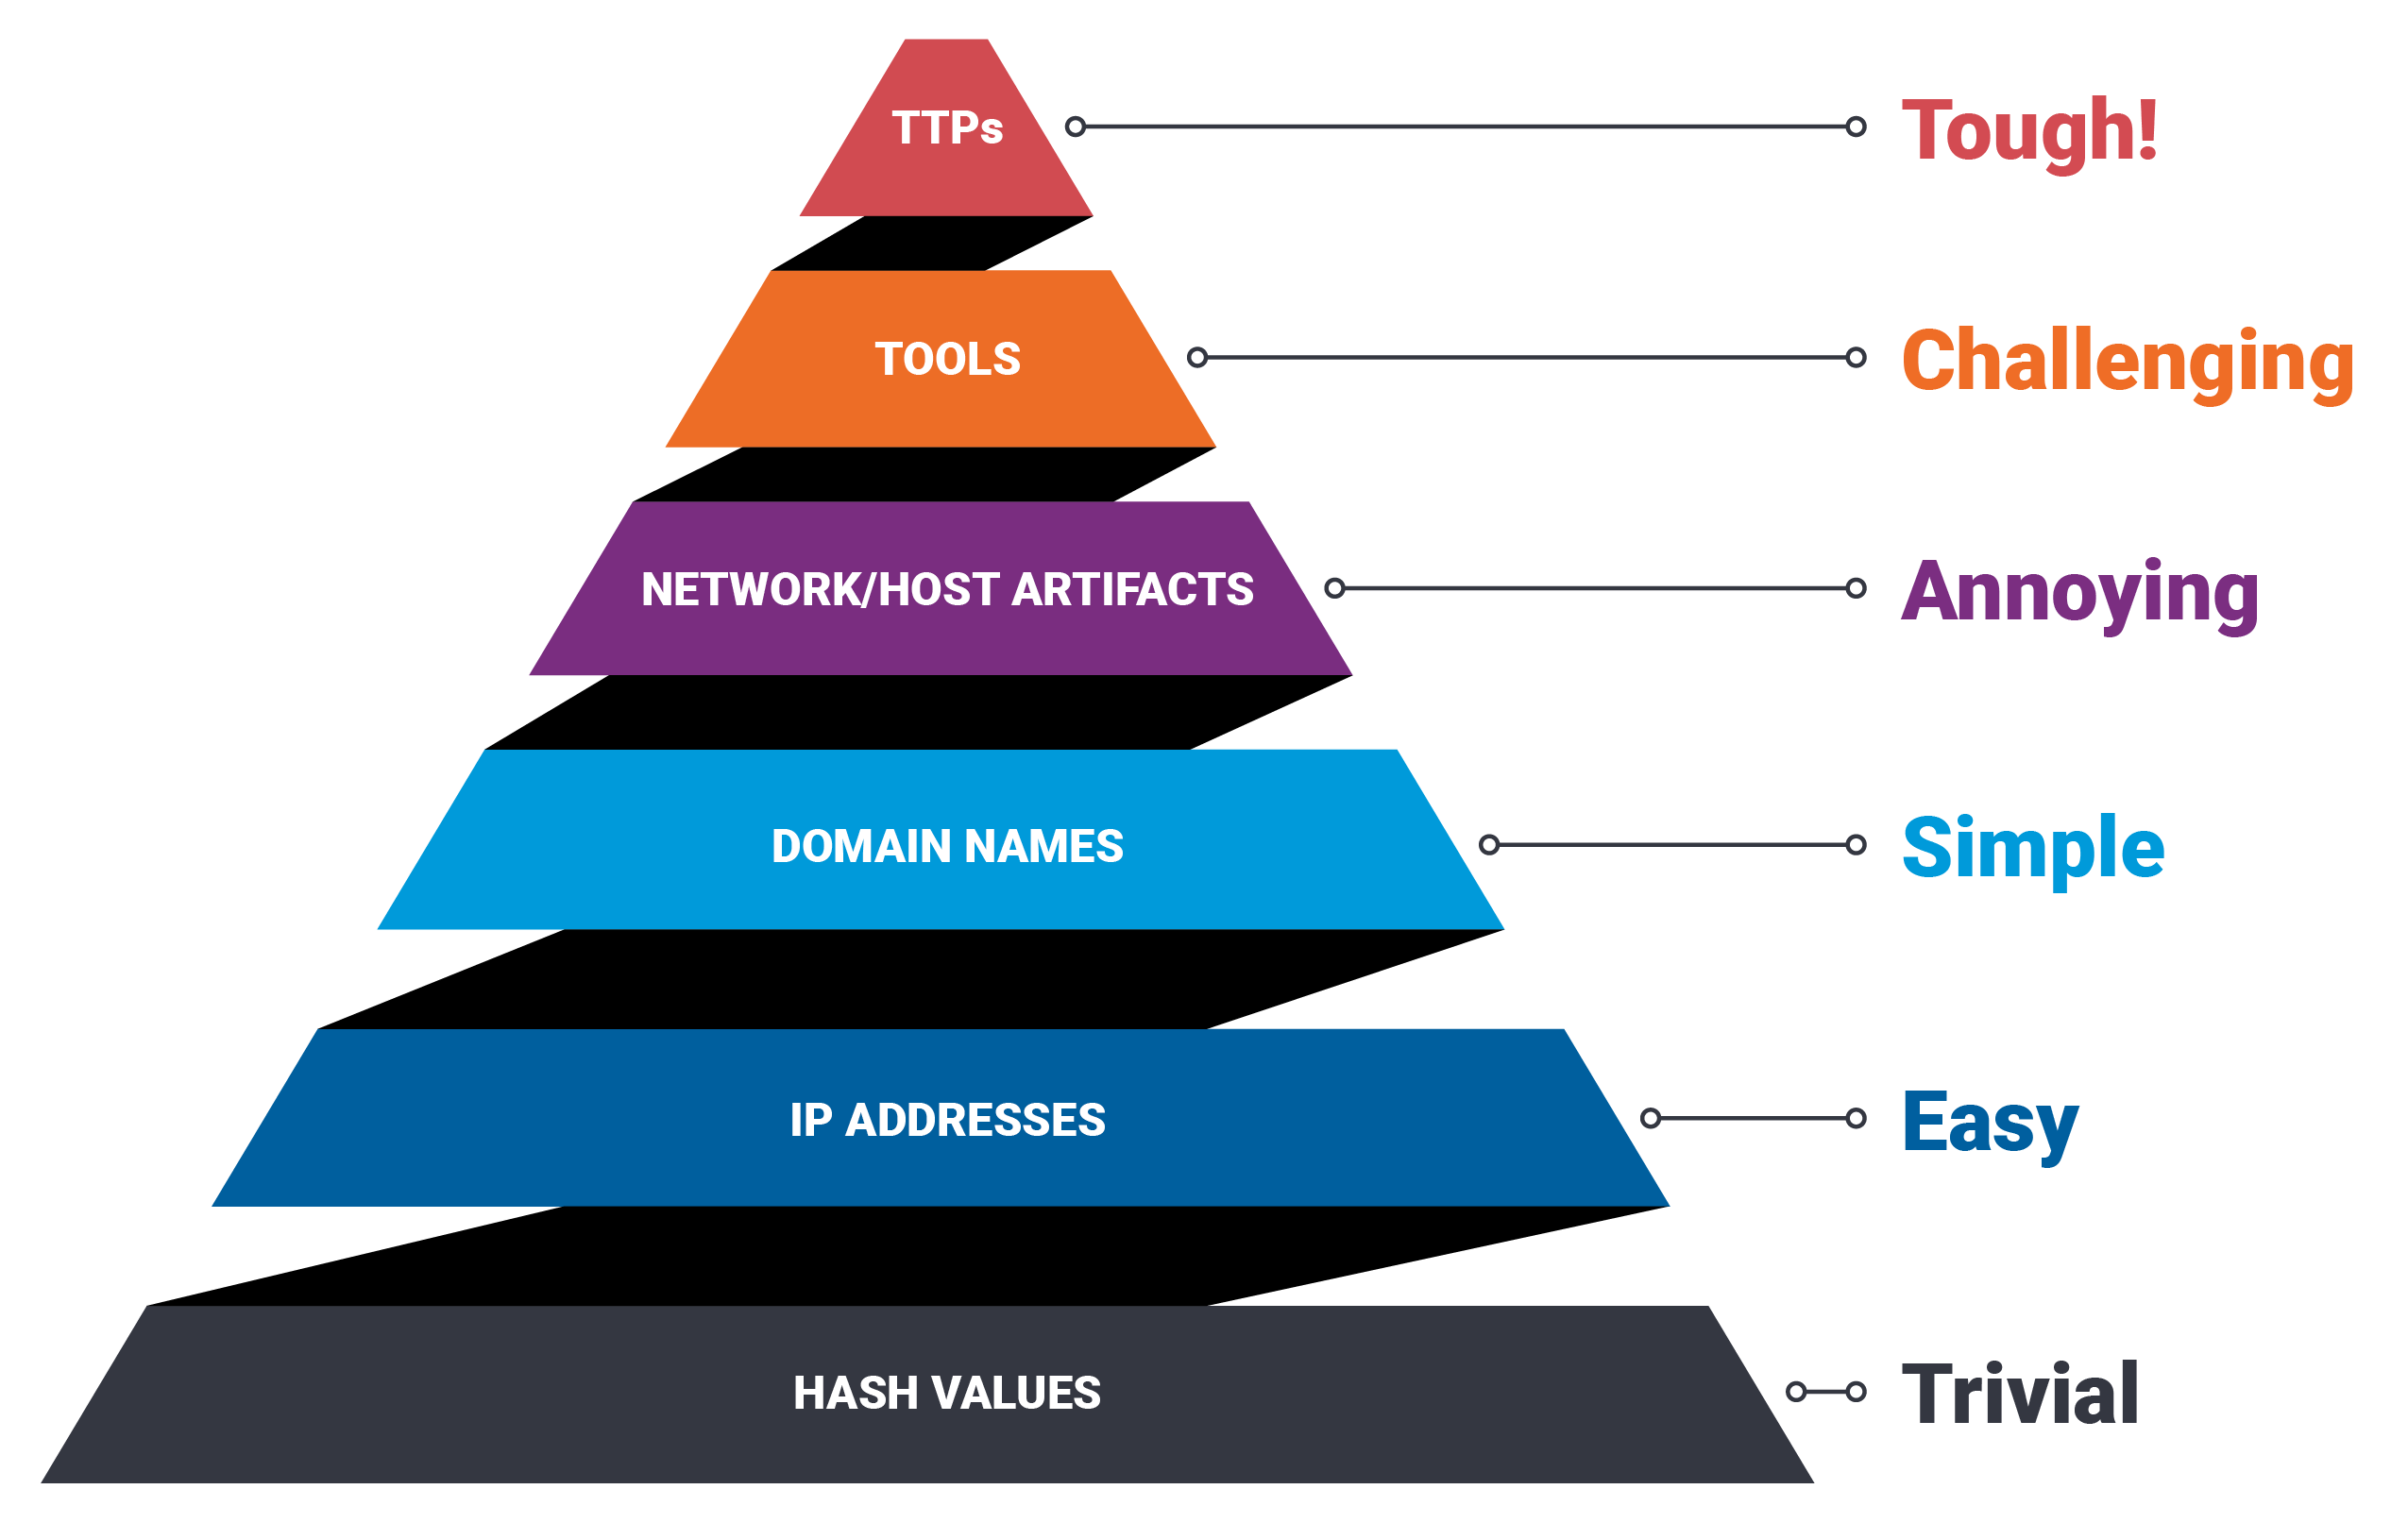 TTPs
Tough!
TOOLS
Challenging
NETWORK/HOST ARTIFACTS
Annoying
DOMAIN NAMES
Simple
IP ADDRESSES
Easy
HASH VALUES
Trivial